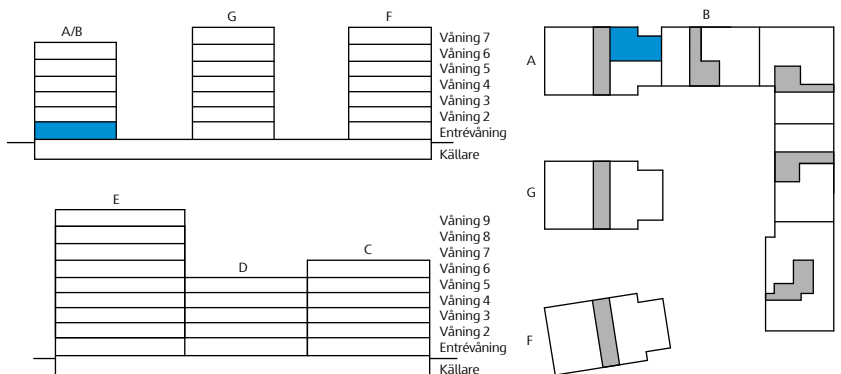 A/B
G
F
Våning 7
Våning 6
Våning 5
Våning 4
Våning 3
Våning 2
Entrévåning
Källare
E
D
C
Våning 9
Våning 8
Våning 7
Våning 6
Våning 5
Våning 4
Våning 3
Våning 2
Entrévåning
Källare
B
A
G
F